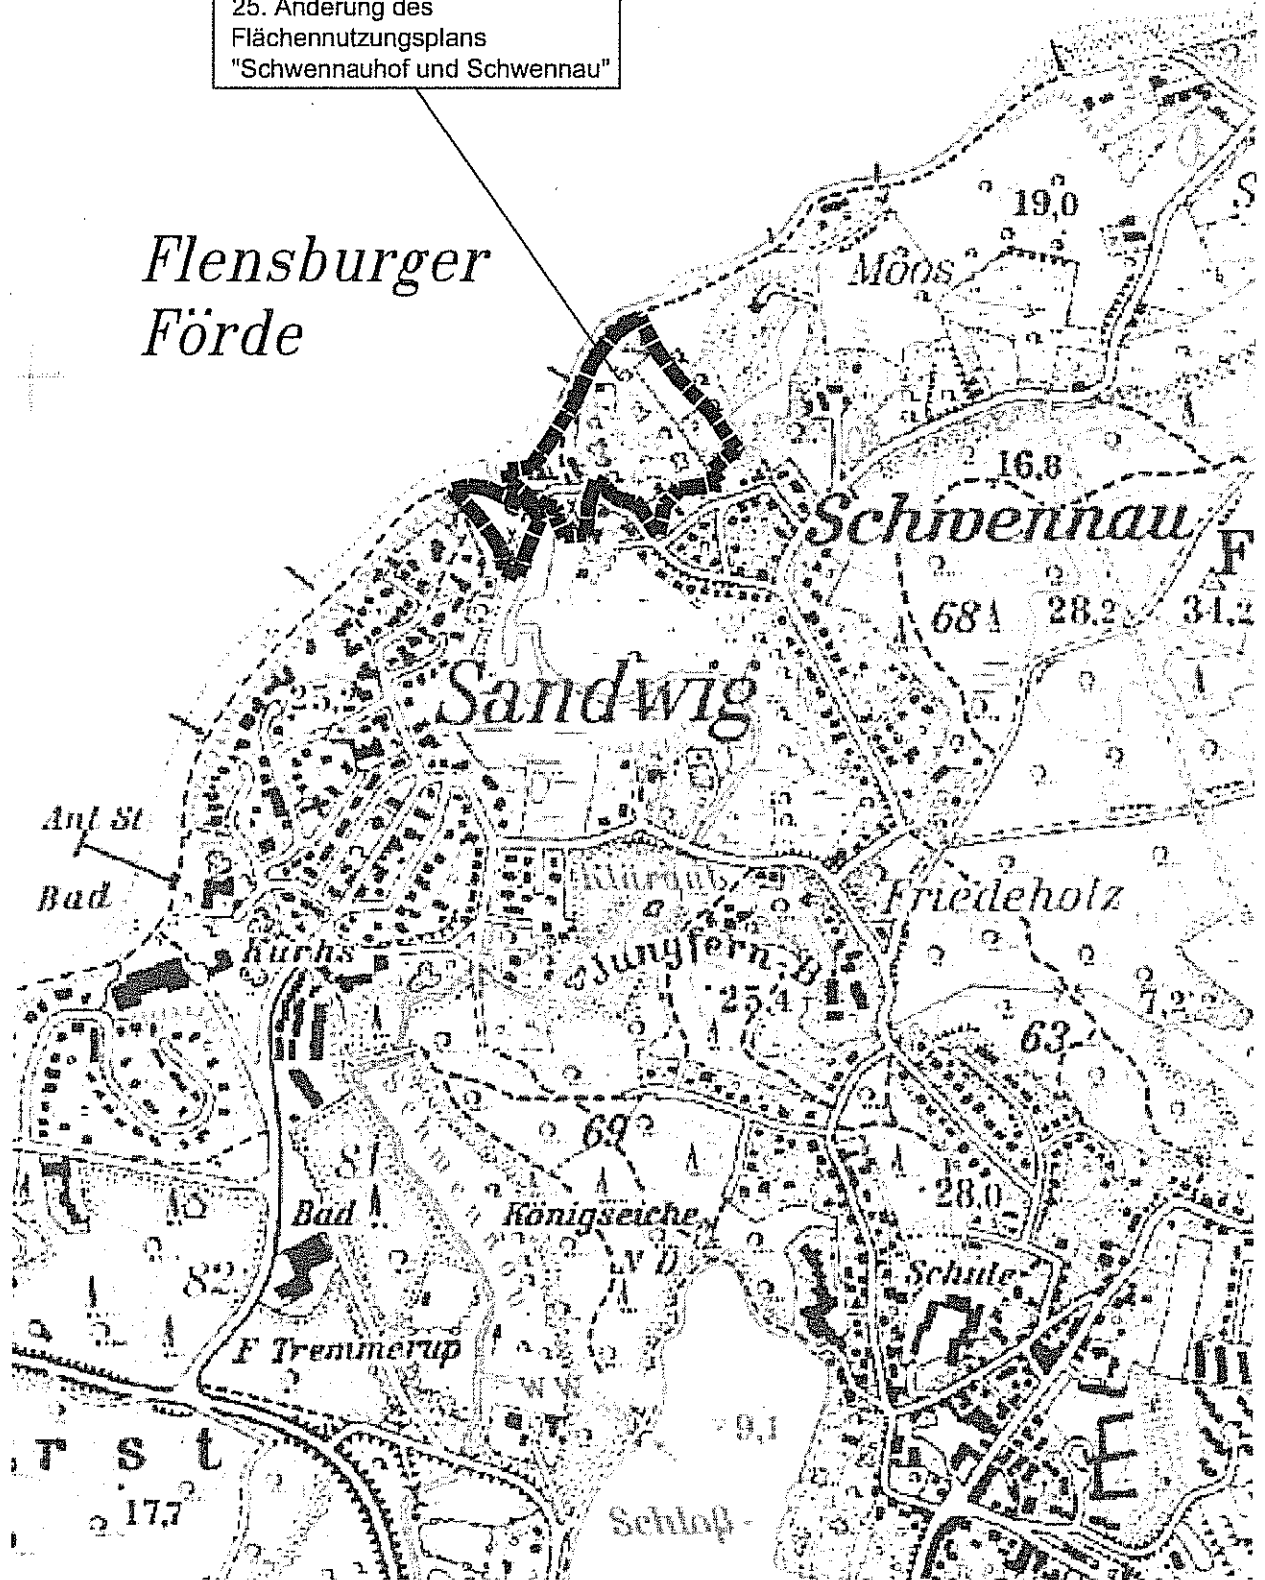 25. Änderung des
Flächennutzungsplans
"Schwennauhof und Schwennau"
19,0
Flensburger
Förde
Moos
16,8
Schwennau
F
68
28,2
34,2
Sandwig
Anl St
Bad
Friedeholz
Kurhs
Jungfern-B
25,4
7,2
63
69
81
28,0
Bad
Königseiche
N D
82
Schule
F Tremmerup
W W
9,1
r s t
17,7
Schloß-